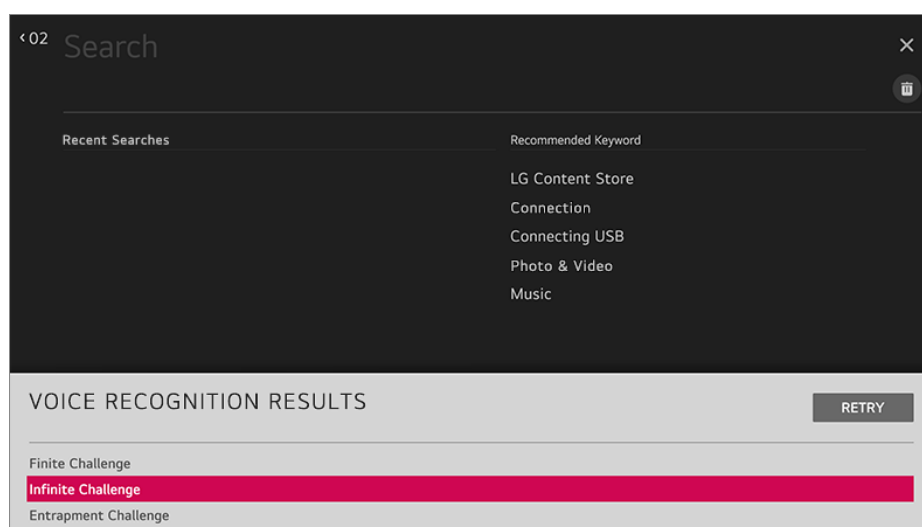 <02
Search
Recent Searches
Recommended Keyword
LG Content Store
Connection
Connecting USB
Photo & Video
Music
VOICE RECOGNITION RESULTS
RETRY
Finite Challenge
Infinite Challenge
Entrapment Challenge